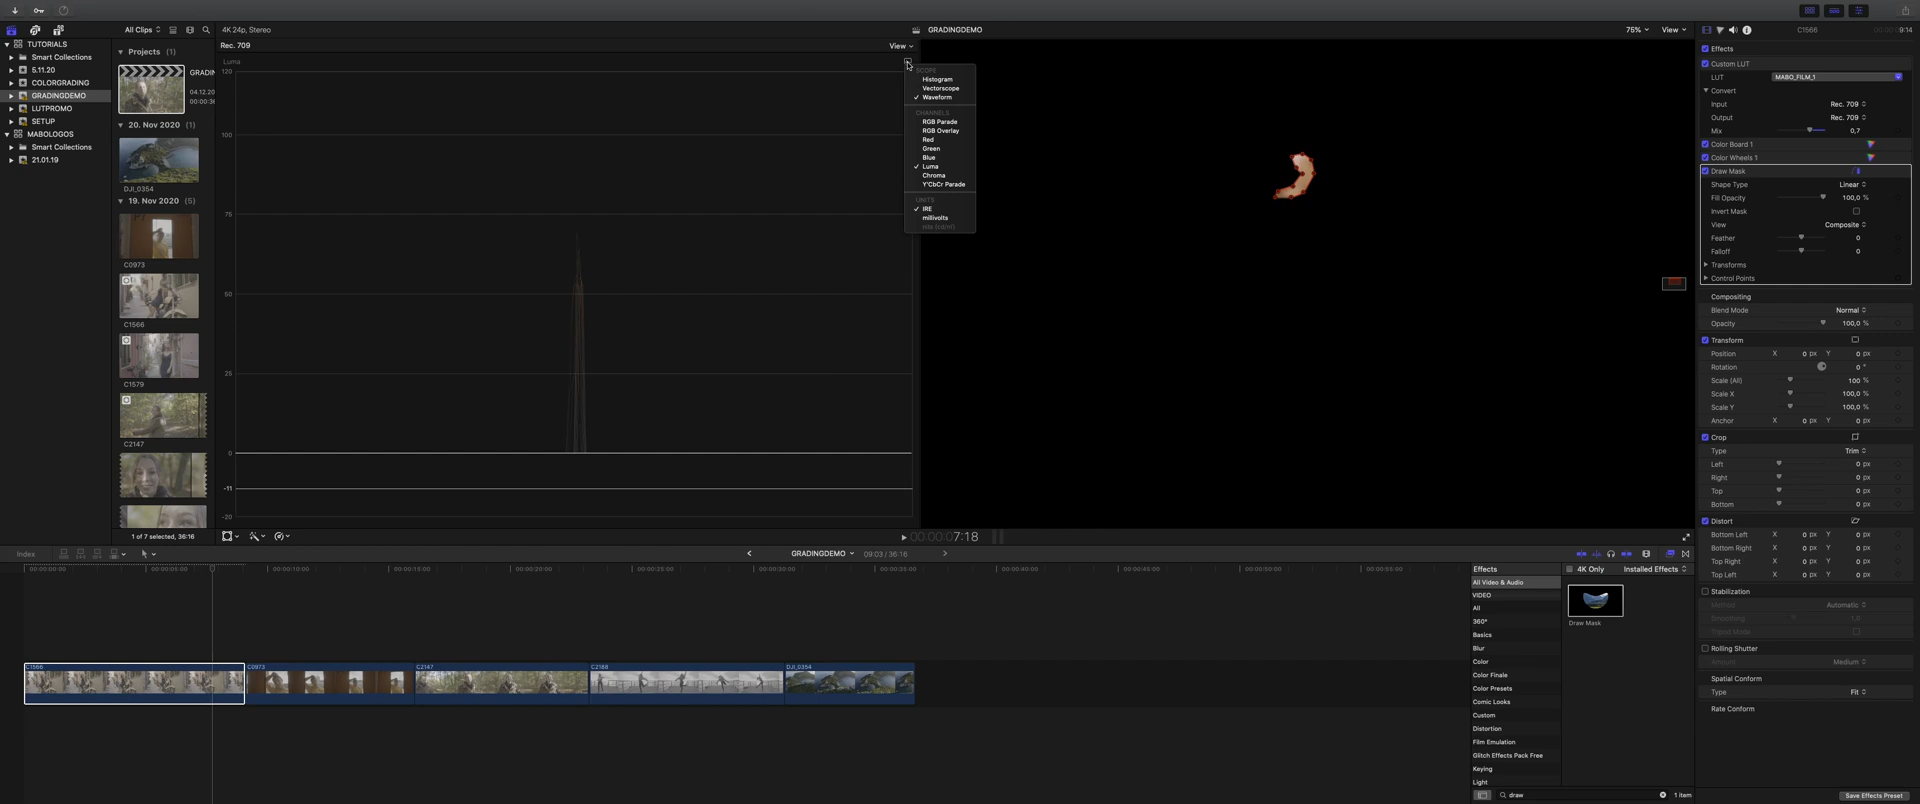 All Clips
4K 24p, Stereo
GRADINGDEMO
75%
View
C1566
9:14
TUTORIALS
Smart Collections
5.11.20
COLORGRADING
GRADINGDEMO
LUTPROMO
SETUP
MABOLOGOS
Smart Collections
21.01.19
Projects (1)
GRADIN
04.12.20
00:00:36
20. Nov 2020 (1)
DJI_0354
19. Nov 2020 (5)
C0973
C1566
C1579
C2147
1 of 7 selected, 36:16
Rec. 709
View
Luma
120
100
75
50
25
0
-11
-20
SCOPE
Histogram
Vectorscope
✓ Waveform
CHANNELS
RGB Parade
RGB Overlay
Red
Green
Blue
✓ Luma
Chroma
Y'CbCr Parade
UNITS
✓ IRE
millivolts
Nits (cd/m²)
00:00:07:18
Effects
Custom LUT
LUT MABO_FILM_1
Convert
Input Rec. 709
Output Rec. 709
Mix 0,7
Color Board 1
Color Wheels 1
Draw Mask
Shape Type Linear
Fill Opacity 100,0 %
Invert Mask
View Composite
Feather 0
Falloff 0
Transforms
Control Points
Compositing
Blend Mode Normal
Opacity 100,0 %
Transform
Position X 0 px Y 0 px
Rotation 0 °
Scale (All) 100 %
Scale X 100,0 %
Scale Y 100,0 %
Anchor X 0 px Y 0 px
Crop
Type Trim
Left 0 px
Right 0 px
Top 0 px
Bottom 0 px
Distort
Bottom Left X 0 px Y 0 px
Bottom Right X 0 px Y 0 px
Top Right X 0 px Y 0 px
Top Left X 0 px Y 0 px
Stabilization
Method Automatic
Smoothing
Tripod Mode
Rolling Shutter
Amount Medium
Spatial Conform
Type Fit
Rate Conform
Save Effects Preset
Index
GRADINGDEMO
09:03 / 36:16
00:00:00:00 00:00:05:00 00:00:10:00 00:00:15:00 00:00:20:00 00:00:25:00 00:00:30:00 00:00:35:00 00:00:40:00 00:00:45:00 00:00:50:00 00:00:55:00
C1566 C0973 C2147 C2188 DJI_0354
Effects
4K Only
Installed Effects
All Video & Audio
VIDEO
All
360°
Basics
Blur
Color
Color Finale
Color Presets
Comic Looks
Custom
Distortion
Film Emulation
Glitch Effects Pack Free
Keying
Light
Draw Mask
draw
1 item